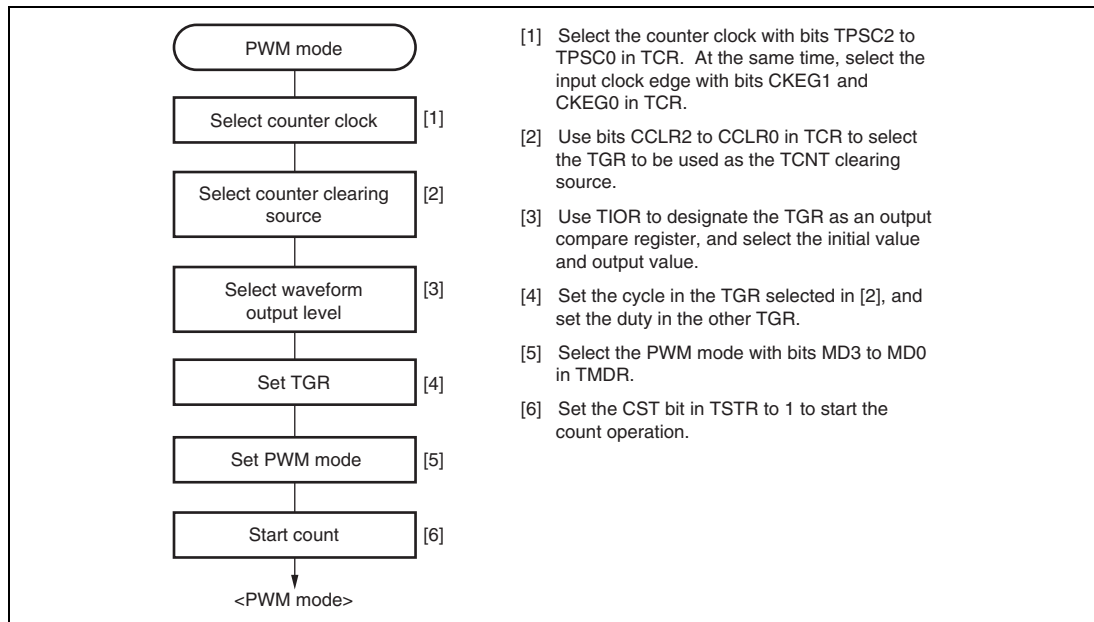 PWM mode
Select counter clock
[1]
Select counter clearing
source
[2]
Select waveform
output level
[3]
Set TGR
[4]
Set PWM mode
[5]
Start count
[6]
<PWM mode>
[1] Select the counter clock with bits TPSC2 to
TPSC0 in TCR. At the same time, select the
input clock edge with bits CKEG1 and
CKEG0 in TCR.
[2] Use bits CCLR2 to CCLR0 in TCR to select
the TGR to be used as the TCNT clearing
source.
[3] Use TIOR to designate the TGR as an output
compare register, and select the initial value
and output value.
[4] Set the cycle in the TGR selected in [2], and
set the duty in the other TGR.
[5] Select the PWM mode with bits MD3 to MD0
in TMDR.
[6] Set the CST bit in TSTR to 1 to start the
count operation.